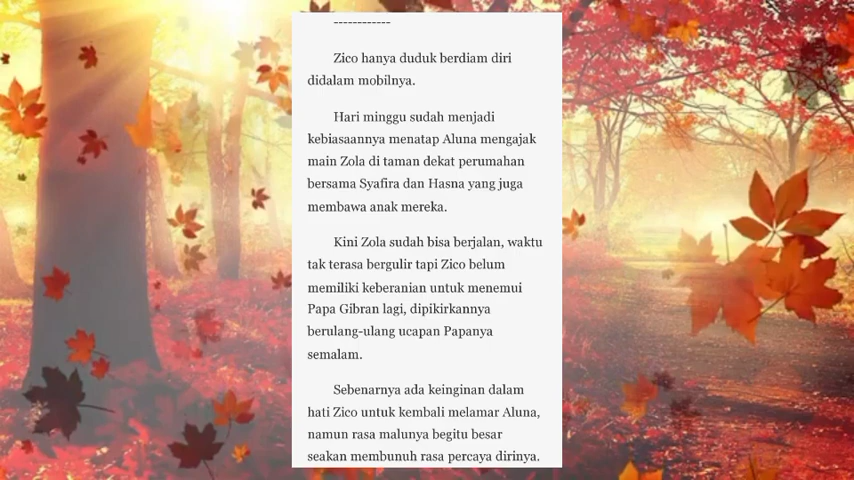 ------------
Zico hanya duduk berdiam diri
didalam mobilnya.
Hari minggu sudah menjadi
kebiasaannya menatap Aluna mengajak
main Zola di taman dekat perumahan
bersama Syafira dan Hasna yang juga
membawa anak mereka.
Kini Zola sudah bisa berjalan, waktu
tak terasa bergulir tapi Zico belum
memiliki keberanian untuk menemui
Papa Gibran lagi, dipikirkannya
berulang-ulang ucapan Papanya
semalam.
Sebenarnya ada keinginan dalam
hati Zico untuk kembali melamar Aluna,
namun rasa malunya begitu besar
seakan membunuh rasa percaya dirinya.